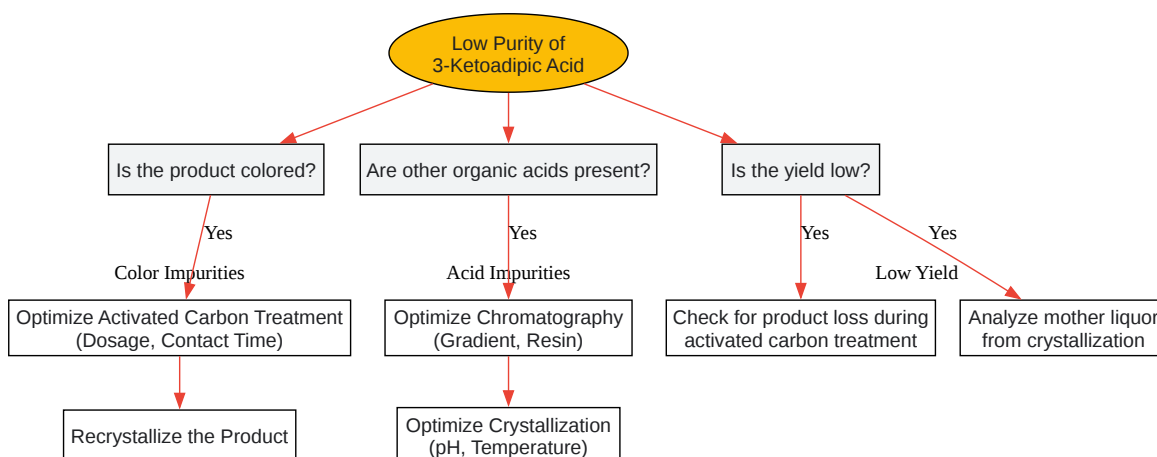 Low Purity of
3-Ketoadipic Acid
Is the product colored?
Are other organic acids present?
Is the yield low?
Yes
Yes
Yes
Yes
Color Impurities
Acid Impurities
Low Yield
Optimize Activated Carbon Treatment
(Dosage, Contact Time)
Optimize Chromatography
(Gradient, Resin)
Check for product loss during
activated carbon treatment
Analyze mother liquor
from crystallization
Recrystallize the Product
Optimize Crystallization
(pH, Temperature)